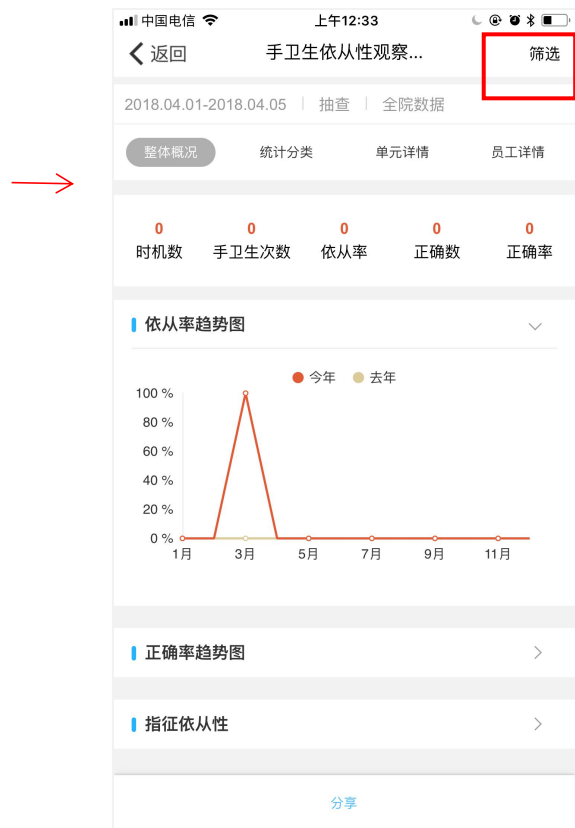 中国电信 上午12:33
返回 手卫生依从性观察... 筛选
2018.04.01-2018.04.05 抽查 全院数据
整体概况 统计分类 单元详情 员工详情
0 0 0 0 0
时机数 手卫生次数 依从率 正确数 正确率
依从率趋势图
今年 去年
100 %
80 %
60 %
40 %
20 %
0 %
1月 3月 5月 7月 9月 11月
正确率趋势图
指征依从性
分享